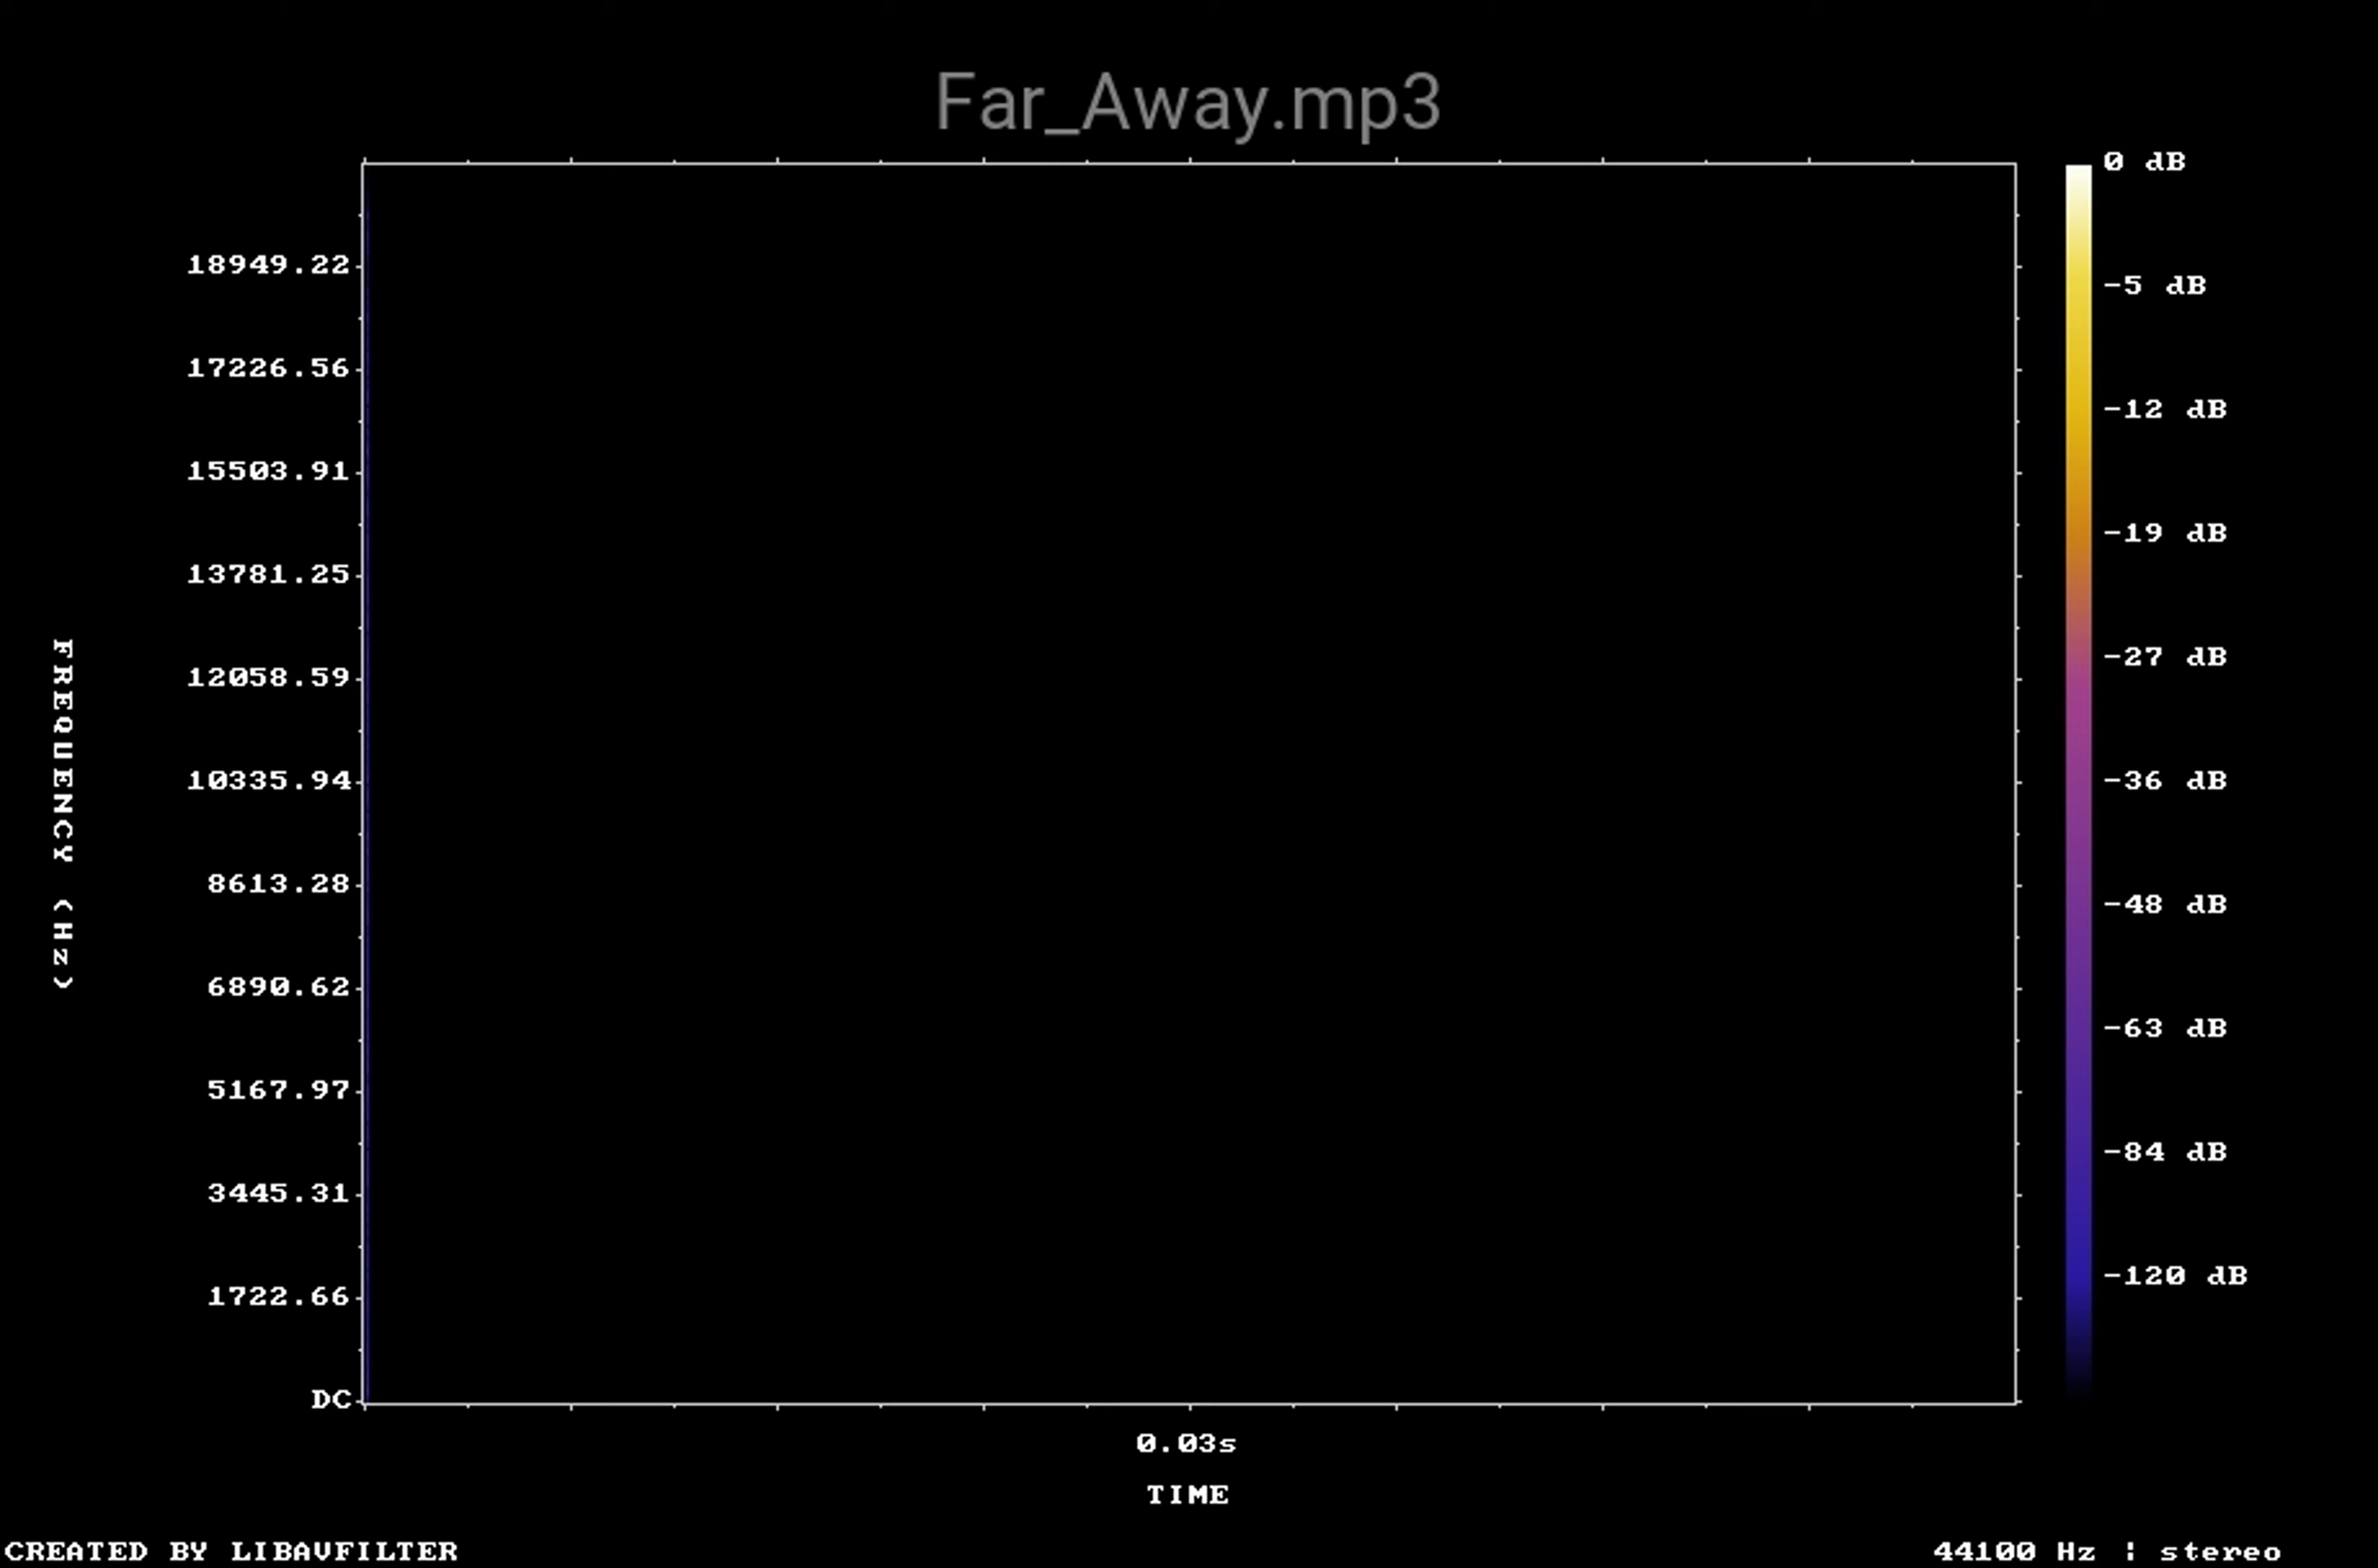 Far_Away.mp3
0 dB
18949.22
-5 dB
17226.56
-12 dB
15503.91
-19 dB
13781.25
-27 dB
12058.59
10335.94
-36 dB
8613.28
-48 dB
6890.62
-63 dB
5167.97
-84 dB
3445.31
-120 dB
1722.66
DC
FREQUENCY (Hz)
0.03s
TIME
CREATED BY LIBAVFILTER
44100 Hz | stereo